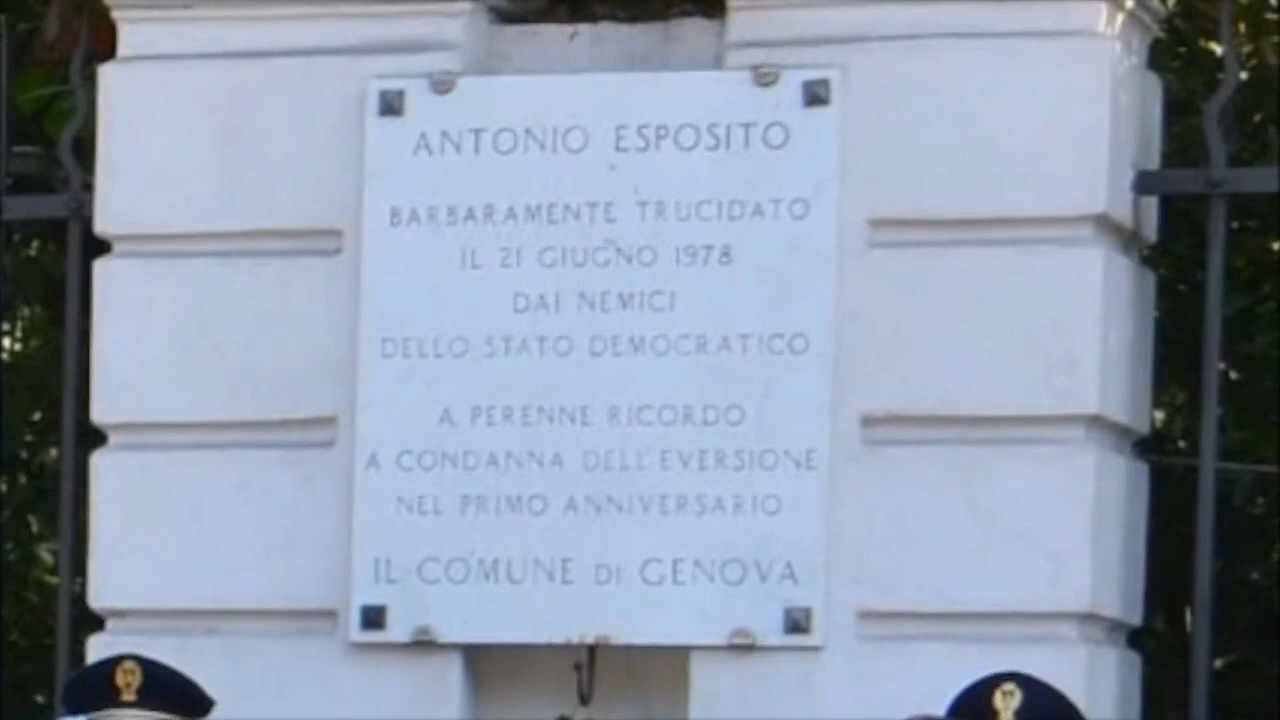 ANTONIO ESPOSITO
BARBARAMENTE TRUCIDATO
IL 21 GIUGNO 1978
DAI NEMICI
DELLO STATO DEMOCRATICO
A PERENNE RICORDO
A CONDANNA DELL'EVERSIONE
NEL PRIMO ANNIVERSARIO
IL COMUNE Di GENOVA